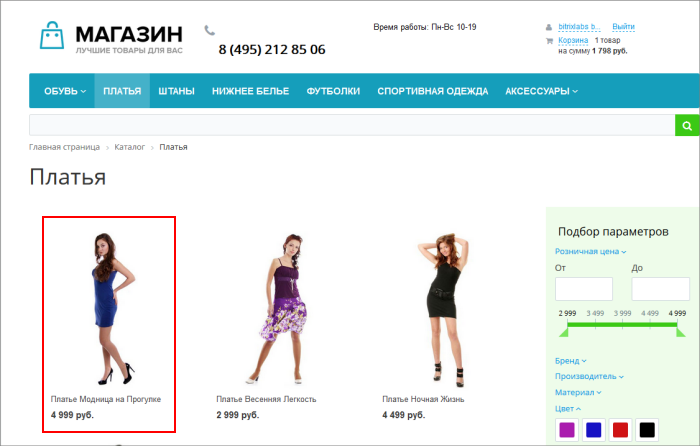 МАГАЗИН
ЛУЧШИЕ ТОВАРЫ ДЛЯ ВАС
8 (495) 212 85 06
Время работы: Пн-Вс 10-19
bitrixlabs b... Выйти
Корзина 1 товар
на сумму 1 798 руб.
ОБУВЬ ПЛАТЬЯ ШТАНЫ НИЖНЕЕ БЕЛЬЕ ФУТБОЛКИ СПОРТИВНАЯ ОДЕЖДА АКСЕССУАРЫ
Главная страница > Каталог > Платья
Платья
Платье Модница на Прогулке
4 999 руб.
Платье Весенняя Легкость
2 999 руб.
Платье Ночная Жизнь
4 499 руб.
Подбор параметров
Розничная цена
От До
2 999 3 499 3 999 4 499 4 999
Бренд
Производитель
Материал
Цвет